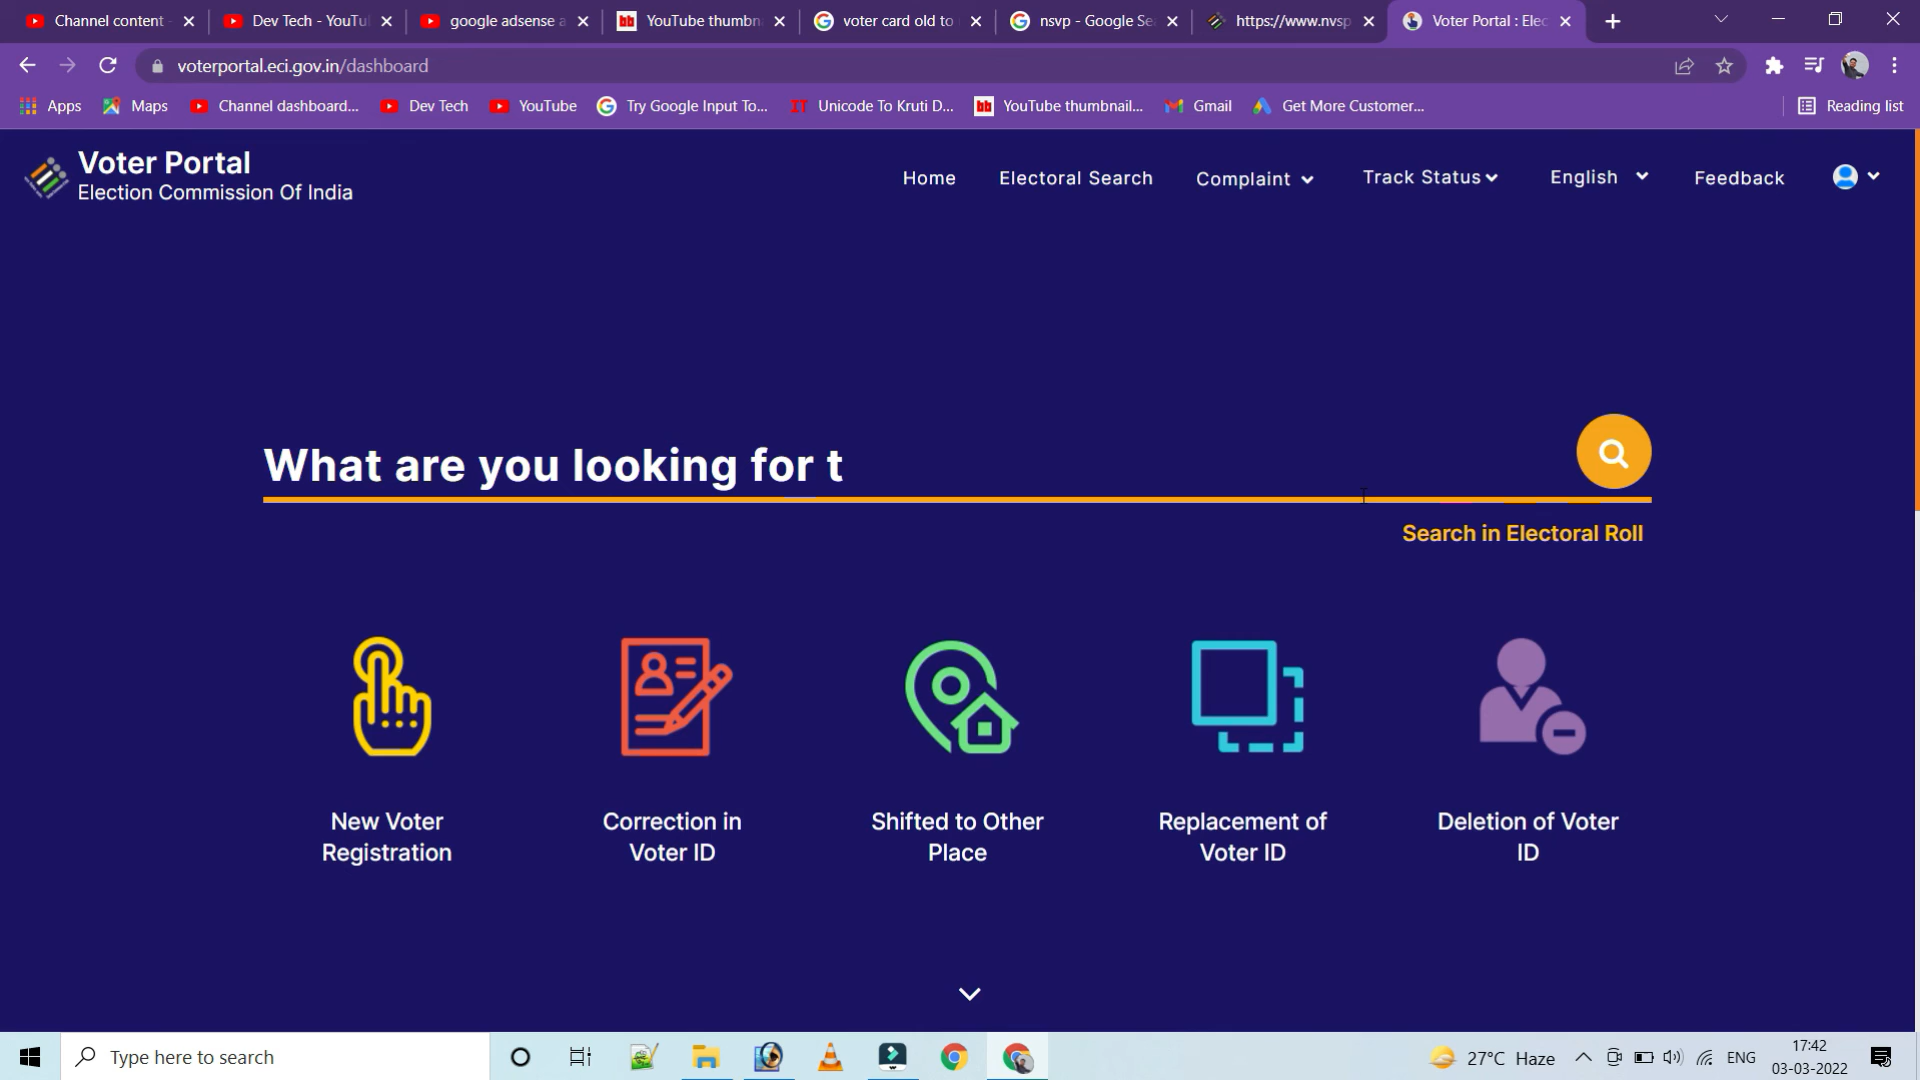 Channel content -
Dev Tech - YouTu
google adsense a
YouTube thumbn
voter card old to
nsvp - Google Se
https://www.nvsp
Voter Portal : Elec
voterportal.eci.gov.in/dashboard
Apps
Maps
Channel dashboard...
Dev Tech
YouTube
Try Google Input To...
IT Unicode To Kruti D...
bb YouTube thumbnail...
Gmail
Get More Customer...
Reading list
Voter Portal
Election Commission Of India
Home
Electoral Search
Complaint
Track Status
English
Feedback
What are you looking for t
Search in Electoral Roll
New Voter
Registration
Correction in
Voter ID
Shifted to Other
Place
Replacement of
Voter ID
Deletion of Voter
ID
Type here to search
27°C Haze
ENG
17:42
03-03-2022